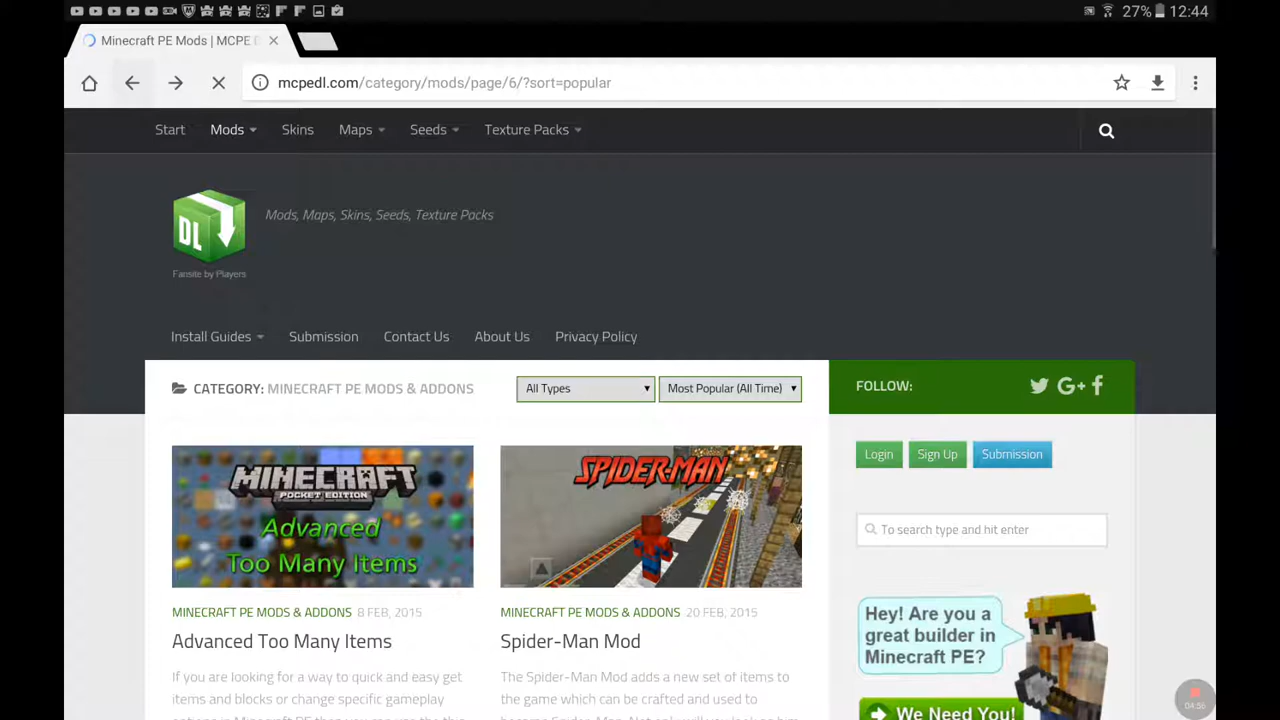 27% 12:44
Minecraft PE Mods | MCPE
mcpedl.com/category/mods/page/6/?sort=popular
Start Mods Skins Maps Seeds Texture Packs
DL
Mods, Maps, Skins, Seeds, Texture Packs
Fansite by Players
Install Guides Submission Contact Us About Us Privacy Policy
CATEGORY: MINECRAFT PE MODS & ADDONS
All Types
Most Popular (All Time)
FOLLOW:
Login Sign Up Submission
To search type and hit enter
MINECRAFT
POCKET EDITION
Advanced
Too Many Items
MINECRAFT PE MODS & ADDONS 8 FEB, 2015
Advanced Too Many Items
If you are looking for a way to quick and easy get
items and blocks or change specific gameplay
SPIDER-MAN
MINECRAFT PE MODS & ADDONS 20 FEB, 2015
Spider-Man Mod
The Spider-Man Mod adds a new set of items to
the game which can be crafted and used to
Hey! Are you a
great builder in
Minecraft PE?
We Need You!
04:56